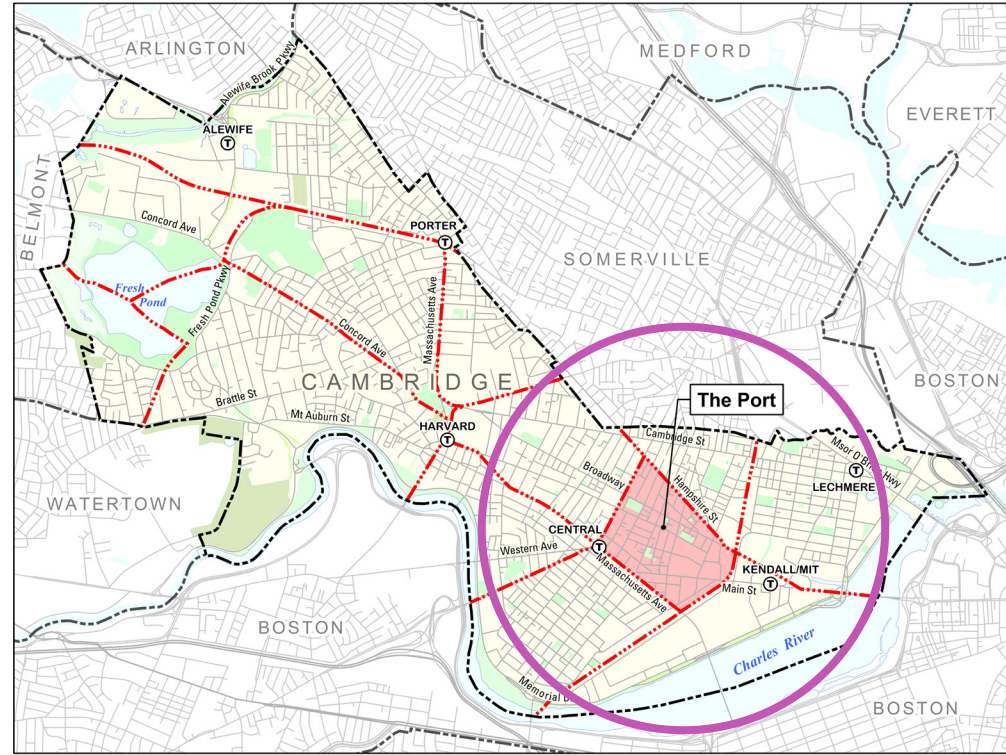 ARLINGTON
MEDFORD
EVERETT
Alewife Brook Pkwy
ALEWIFE
T
BELMONT
Concord Ave
PORTER
T
SOMERVILLE
Fresh
Pond
Fresh Pond Pkwy
Massachusetts Ave
Concord Ave
CAMBRIDGE
BOSTON
Brattle St
The Port
Mt Auburn St
HARVARD
T
Cambridge St
Msor O'Brien Hwy
Broadway
Hampshire St
T
LECHMERE
WATERTOWN
CENTRAL
T
Western Ave
Massachusetts Ave
KENDALL/MIT
T
Main St
BOSTON
Charles River
Memorial D
BOSTON